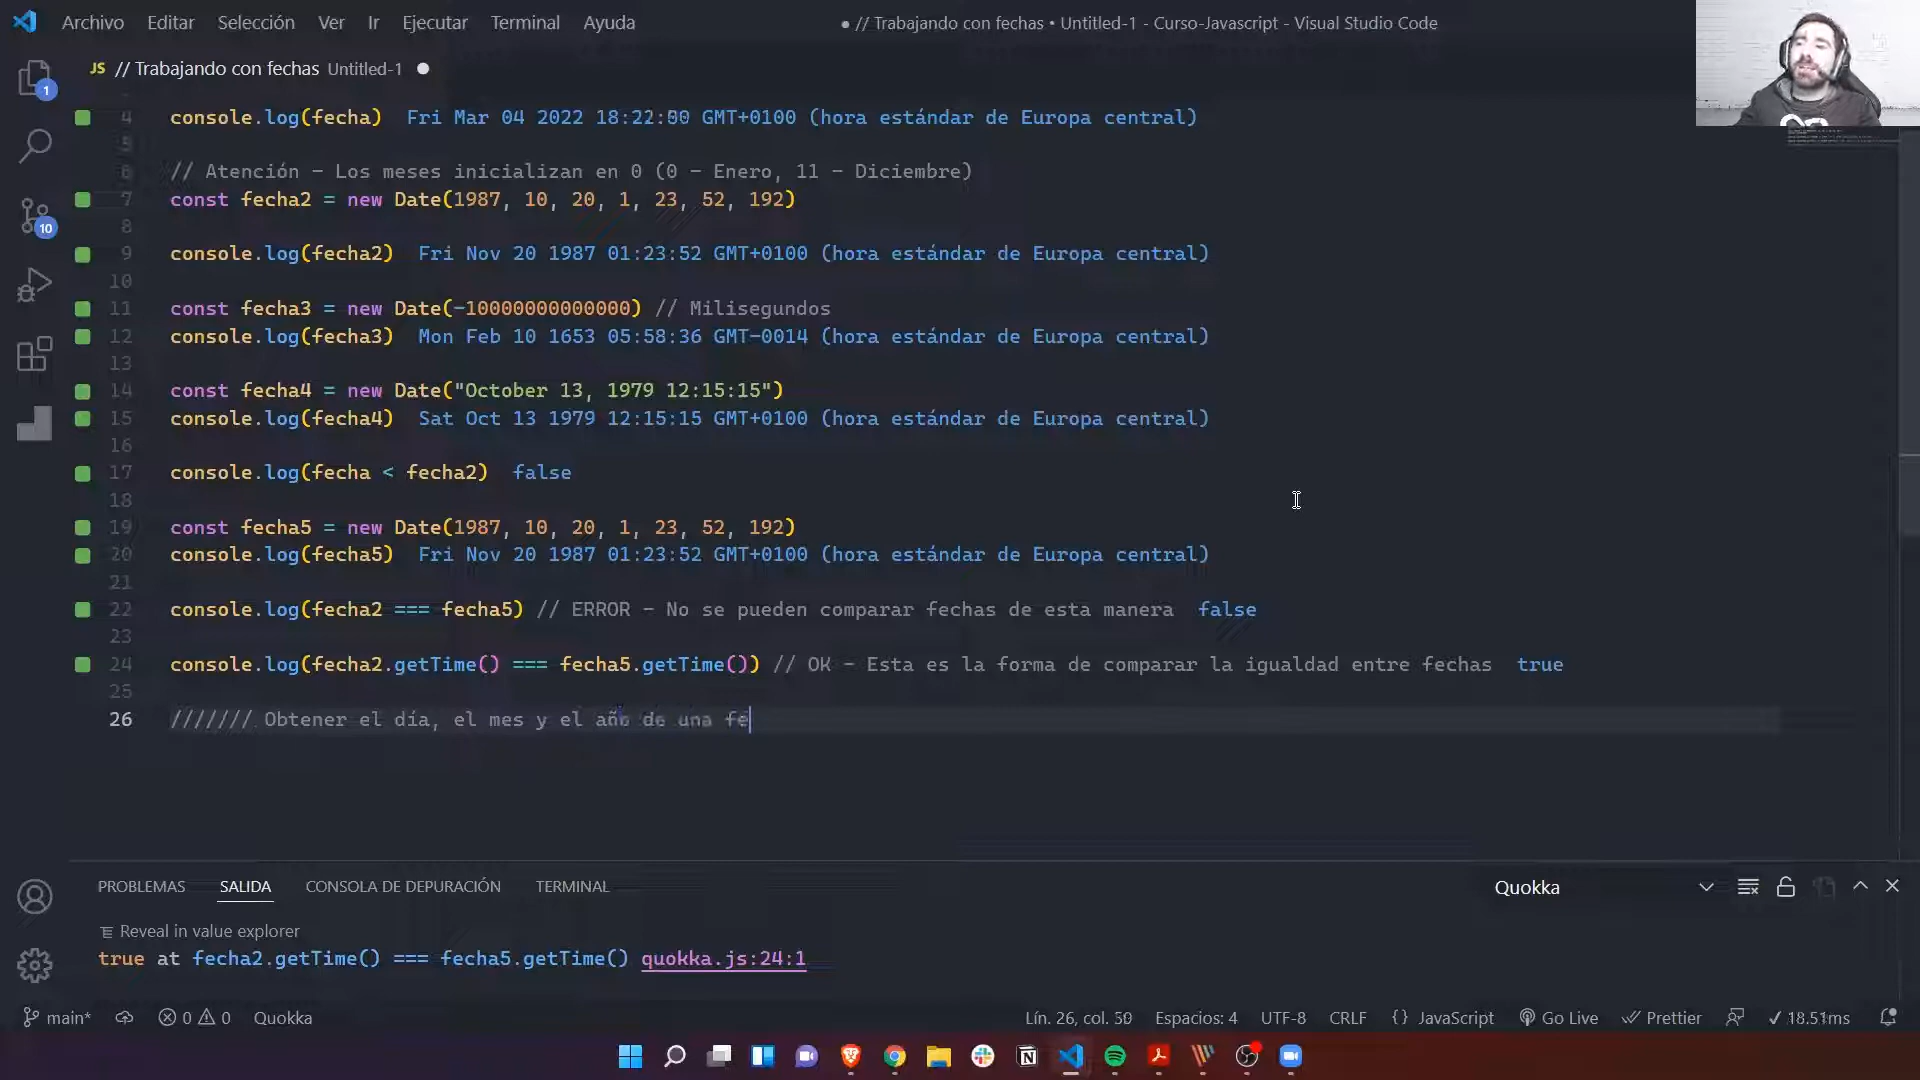 Archivo Editar Selección Ver Ir Ejecutar Terminal Ayuda
● // Trabajando con fechas • Untitled-1 - Curso-Javascript - Visual Studio Code
JS // Trabajando con fechas Untitled-1
1
4 console.log(fecha) Fri Mar 04 2022 18:22:00 GMT+0100 (hora estándar de Europa central)
5
6 // Atención - Los meses inicializan en 0 (0 - Enero, 11 - Diciembre)
7 const fecha2 = new Date(1987, 10, 20, 1, 23, 52, 192)
8
10
9 console.log(fecha2) Fri Nov 20 1987 01:23:52 GMT+0100 (hora estándar de Europa central)
10
11 const fecha3 = new Date(-10000000000000) // Milisegundos
12 console.log(fecha3) Mon Feb 10 1653 05:58:36 GMT-0014 (hora estándar de Europa central)
13
14 const fecha4 = new Date("October 13, 1979 12:15:15")
15 console.log(fecha4) Sat Oct 13 1979 12:15:15 GMT+0100 (hora estándar de Europa central)
16
17 console.log(fecha < fecha2) false
18
19 const fecha5 = new Date(1987, 10, 20, 1, 23, 52, 192)
20 console.log(fecha5) Fri Nov 20 1987 01:23:52 GMT+0100 (hora estándar de Europa central)
21
22 console.log(fecha2 === fecha5) // ERROR - No se pueden comparar fechas de esta manera false
23
24 console.log(fecha2.getTime() === fecha5.getTime()) // OK - Esta es la forma de comparar la igualdad entre fechas true
25
26 /////// Obtener el día, el mes y el año de una fe
PROBLEMAS SALIDA CONSOLA DE DEPURACIÓN TERMINAL Quokka
Reveal in value explorer
true at fecha2.getTime() === fecha5.getTime() quokka.js:24:1
main* 0 0 Quokka Lín. 26, col. 50 Espacios: 4 UTF-8 CRLF {} JavaScript Go Live Prettier ✓ 18.51ms